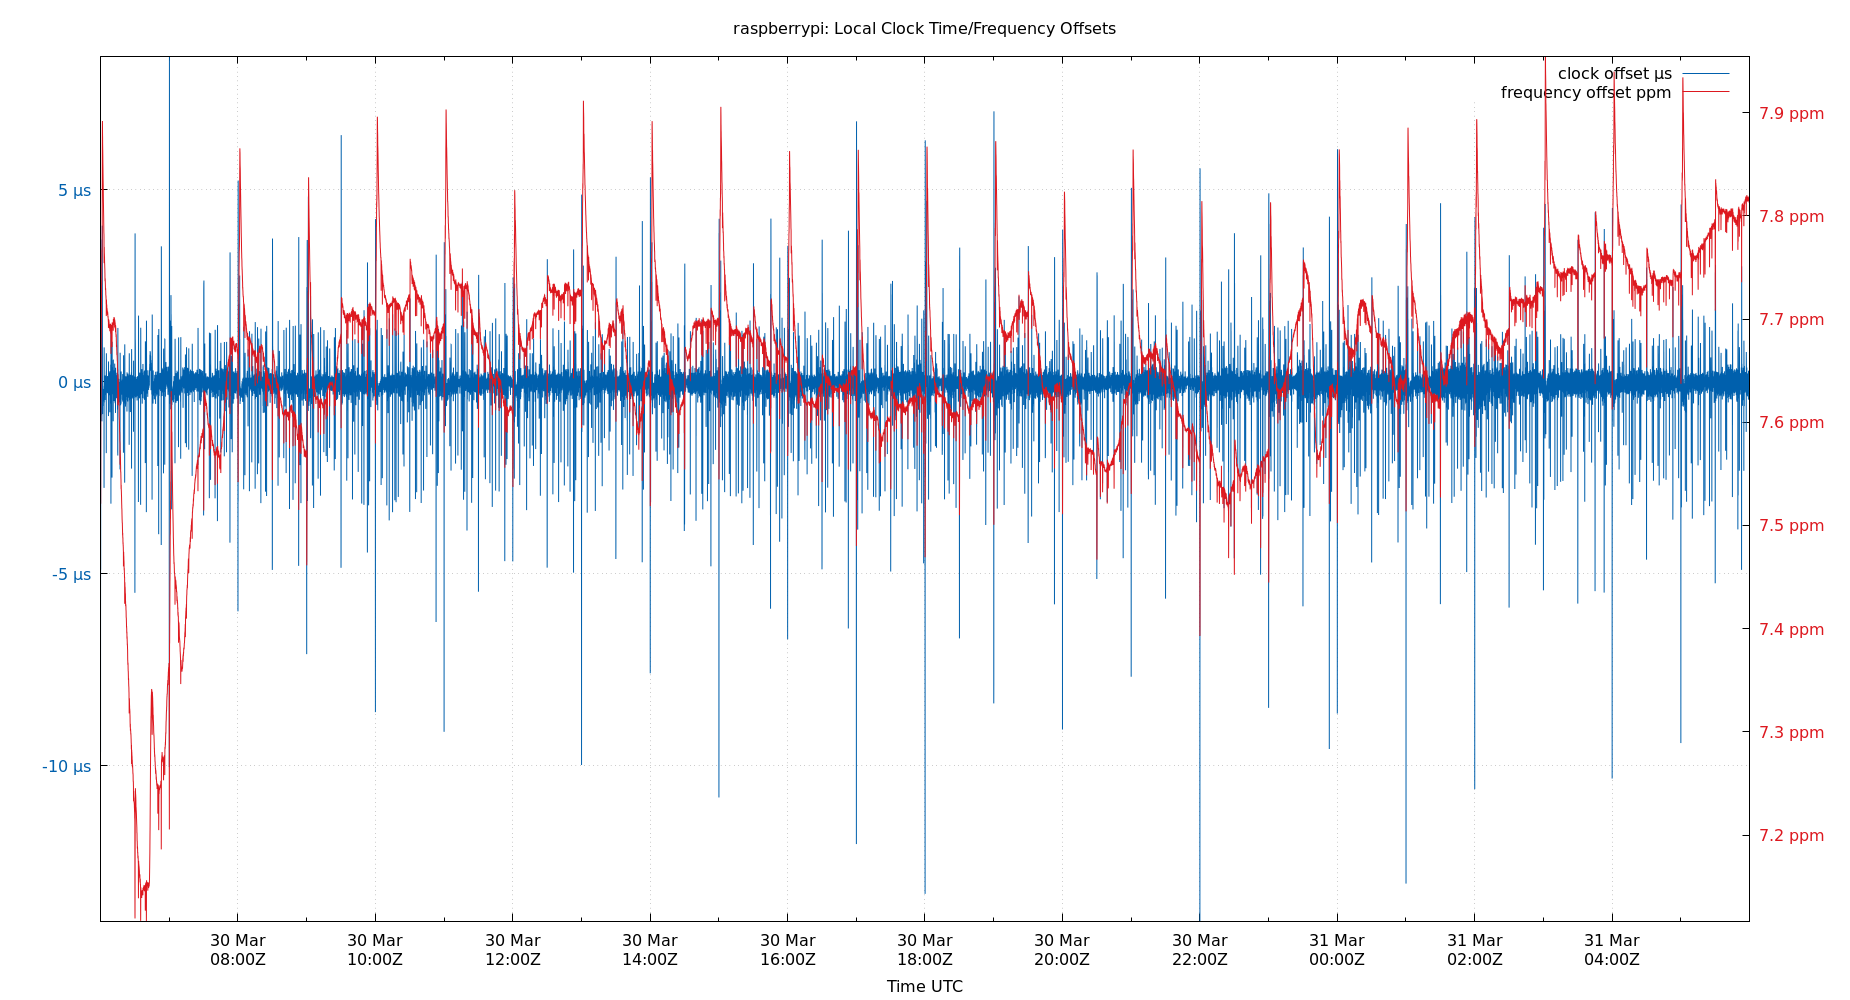 raspberrypi: Local Clock Time/Frequency Offsets
clock offset µs
frequency offset ppm
5 µs
0 µs
-5 µs
-10 µs
7.9 ppm
7.8 ppm
7.7 ppm
7.6 ppm
7.5 ppm
7.4 ppm
7.3 ppm
7.2 ppm
30 Mar 30 Mar 30 Mar 30 Mar 30 Mar 30 Mar 30 Mar 30 Mar 31 Mar 31 Mar 31 Mar
08:00Z 10:00Z 12:00Z 14:00Z 16:00Z 18:00Z 20:00Z 22:00Z 00:00Z 02:00Z 04:00Z
Time UTC